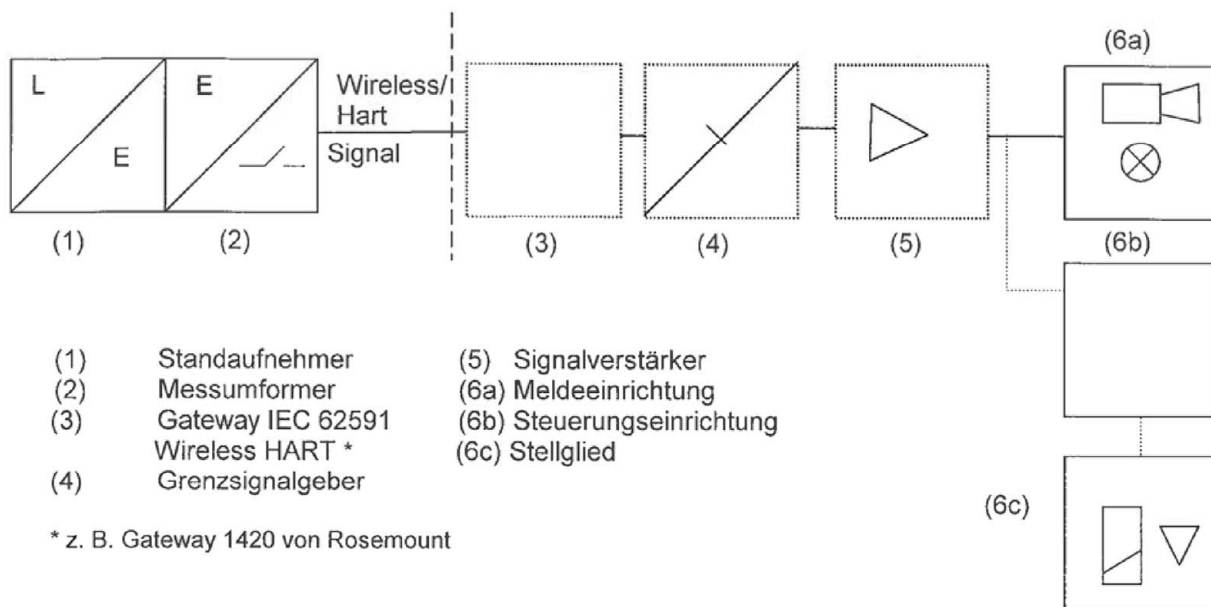 (6a)
L
E
E
Wireless/
Hart
Signal
(1)
(2)
(3)
(4)
(5)
(6b)
(1) Standaufnehmer
(2) Messumformer
(3) Gateway IEC 62591
Wireless HART *
(4) Grenzsignalgeber
(5) Signalverstärker
(6a) Meldeeinrichtung
(6b) Steuerungseinrichtung
(6c) Stellglied
(6c)
* z. B. Gateway 1420 von Rosemount